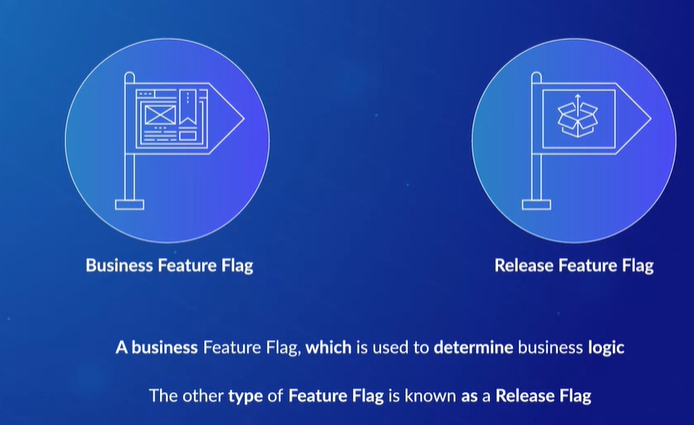 Business Feature Flag
Release Feature Flag
A business Feature Flag, which is used to determine business logic
The other type of Feature Flag is known as a Release Flag